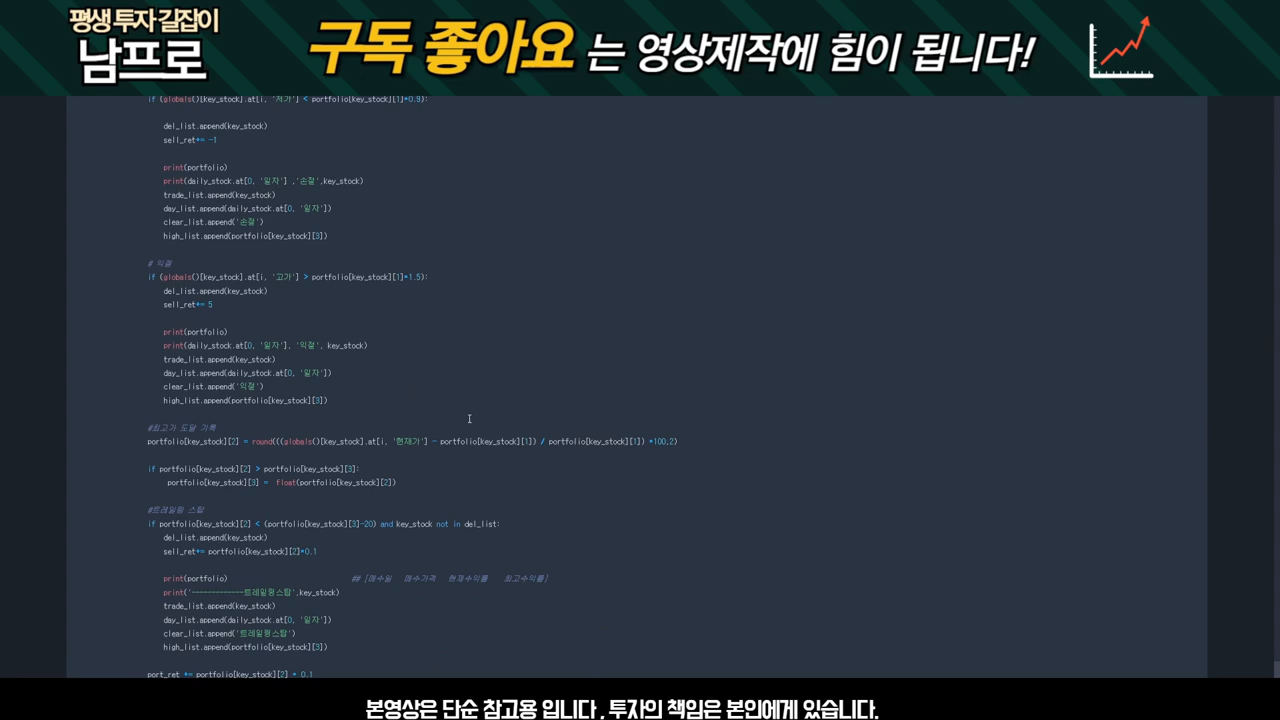 평생 투자 길잡이
남프로
구독 좋아요 는 영상제작에 힘이 됩니다!
if (globals()[key_stock].at[i, '저가'] < portfolio[key_stock][1]*0.9):
del_list.append(key_stock)
sell_ret+= -1
print(portfolio)
print(daily_stock.at[0, '일자'] ,'손절',key_stock)
trade_list.append(key_stock)
day_list.append(daily_stock.at[0, '일자'])
clear_list.append('손절')
high_list.append(portfolio[key_stock][3])
# 익절
if (globals()[key_stock].at[i, '고가'] > portfolio[key_stock][1]*1.5):
del_list.append(key_stock)
sell_ret+= 5
print(portfolio)
print(daily_stock.at[0, '일자'], '익절', key_stock)
trade_list.append(key_stock)
day_list.append(daily_stock.at[0, '일자'])
clear_list.append('익절')
high_list.append(portfolio[key_stock][3])
#최고가 도달 기록
portfolio[key_stock][2] = round(((globals()[key_stock].at[i, '현재가'] - portfolio[key_stock][1]) / portfolio[key_stock][1]) *100,2)
if portfolio[key_stock][2] > portfolio[key_stock][3]:
portfolio[key_stock][3] = float(portfolio[key_stock][2])
#트레일링 스탑
if portfolio[key_stock][2] < (portfolio[key_stock][3]-20) and key_stock not in del_list:
del_list.append(key_stock)
sell_ret+= portfolio[key_stock][2]*0.1
print(portfolio) ## [매수일 매수가격 현재수익률 최고수익률]
print('-------------트레일링스탑',key_stock)
trade_list.append(key_stock)
day_list.append(daily_stock.at[0, '일자'])
clear_list.append('트레일링스탑')
high_list.append(portfolio[key_stock][3])
port_ret += portfolio[key_stock][2] * 0.1
본영상은 단순 참고용 입니다 , 투자의 책임은 본인에게 있습니다.